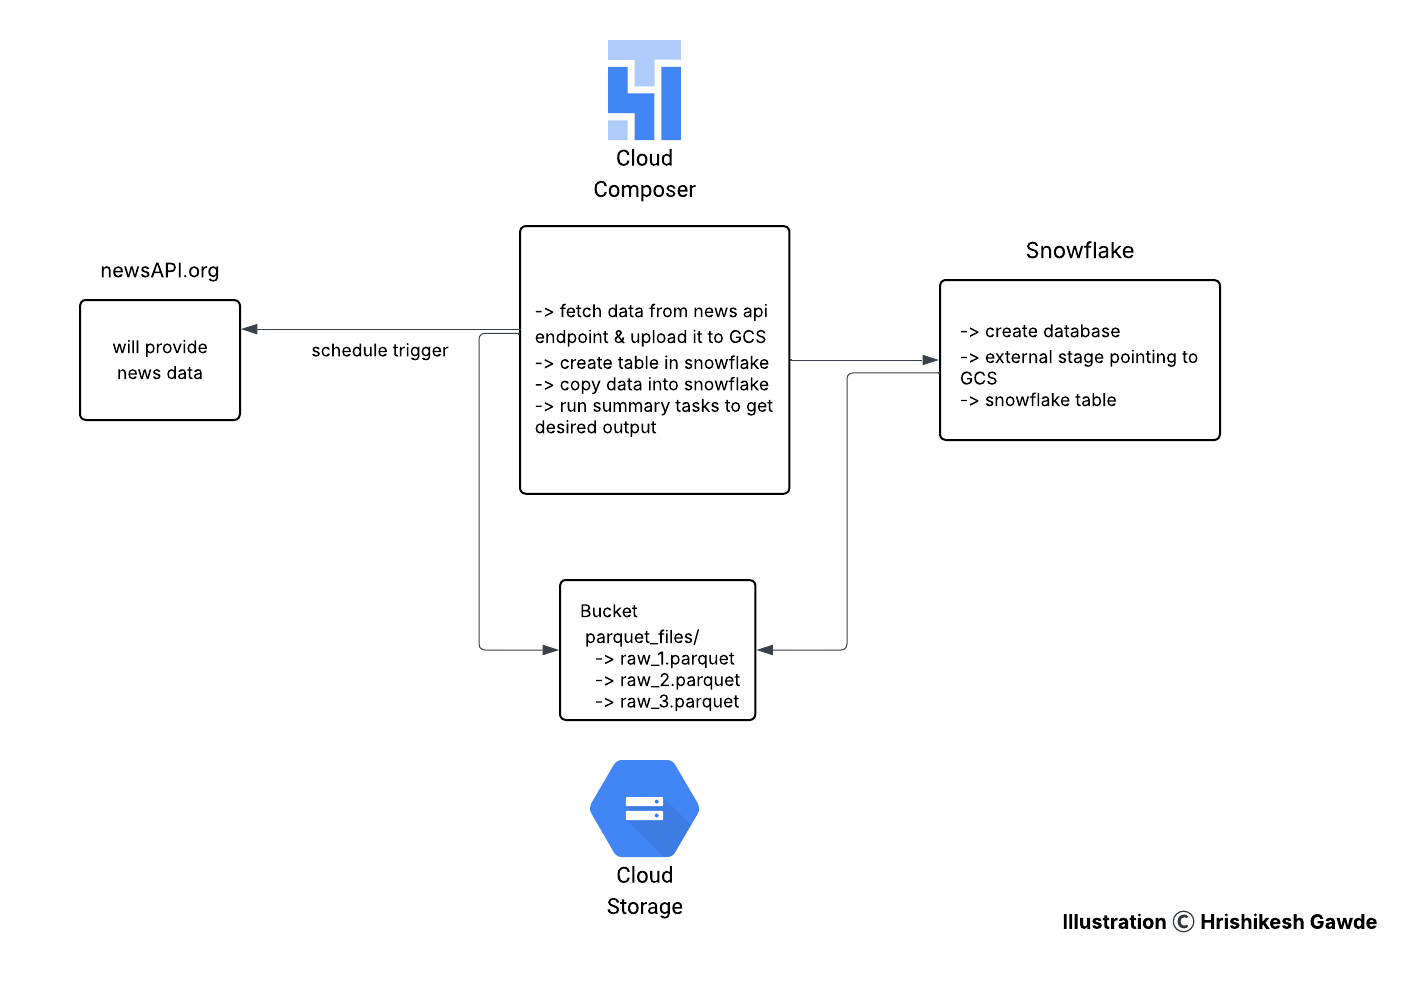 Cloud
Composer
newsAPI.org
will provide
news data
schedule trigger
-> fetch data from news api
endpoint & upload it to GCS
-> create table in snowflake
-> copy data into snowflake
-> run summary tasks to get
desired output
Snowflake
-> create database
-> external stage pointing to
GCS
-> snowflake table
Bucket
parquet_files/
-> raw_1.parquet
-> raw_2.parquet
-> raw_3.parquet
Cloud
Storage
Illustration © Hrishikesh Gawde